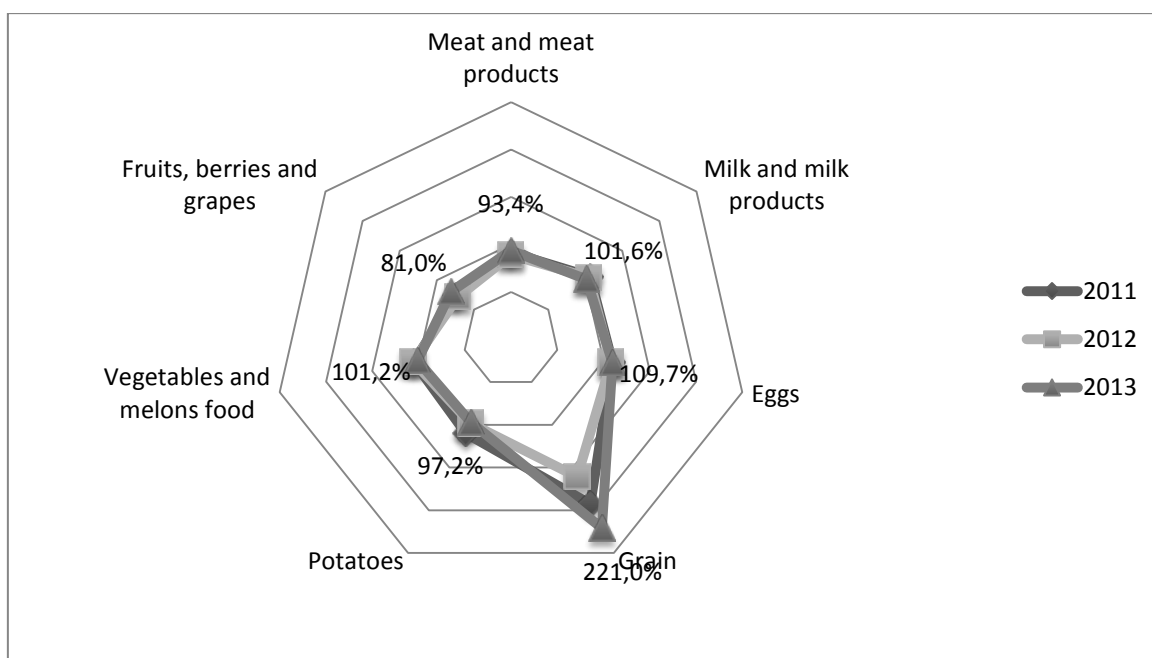 Meat and meat
products
Fruits, berries and
grapes
Milk and milk
products
93,4%
81,0%
101,6%
2011
2012
2013
Vegetables and
melons food
101,2%
109,7%
Eggs
97,2%
Potatoes
Grain
221,0%